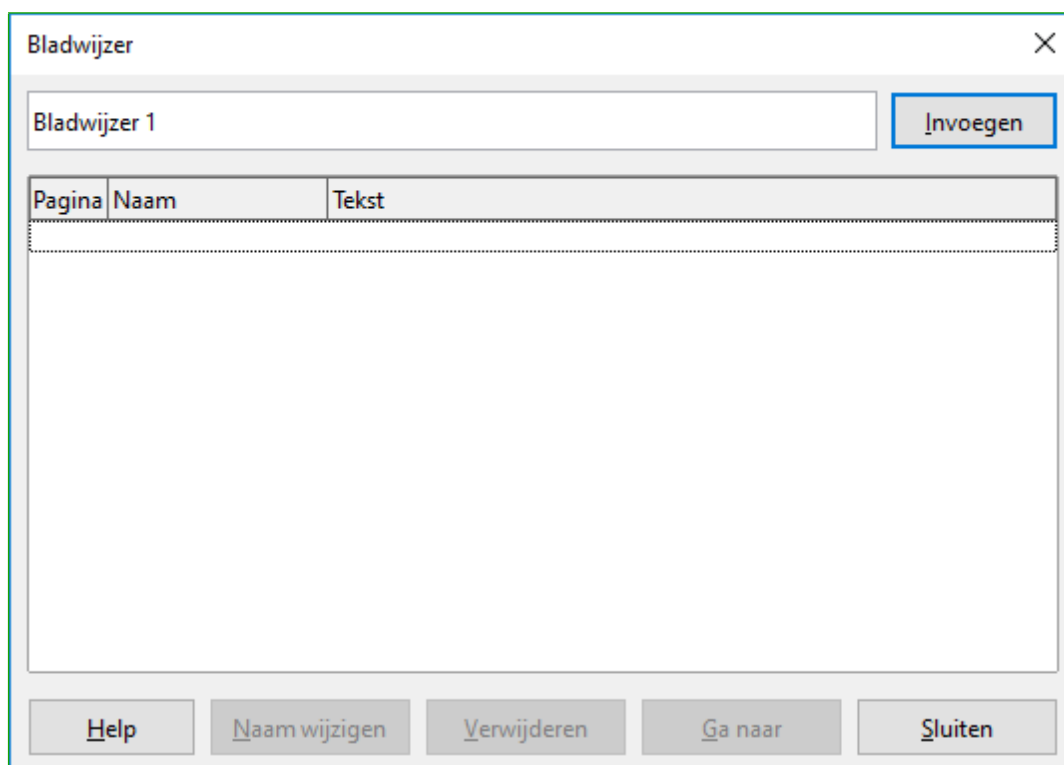 Bladwijzer
Bladwijzer 1 Invoegen
Pagina Naam Tekst
Help Naam wijzigen Verwijderen Ga naar Sluiten